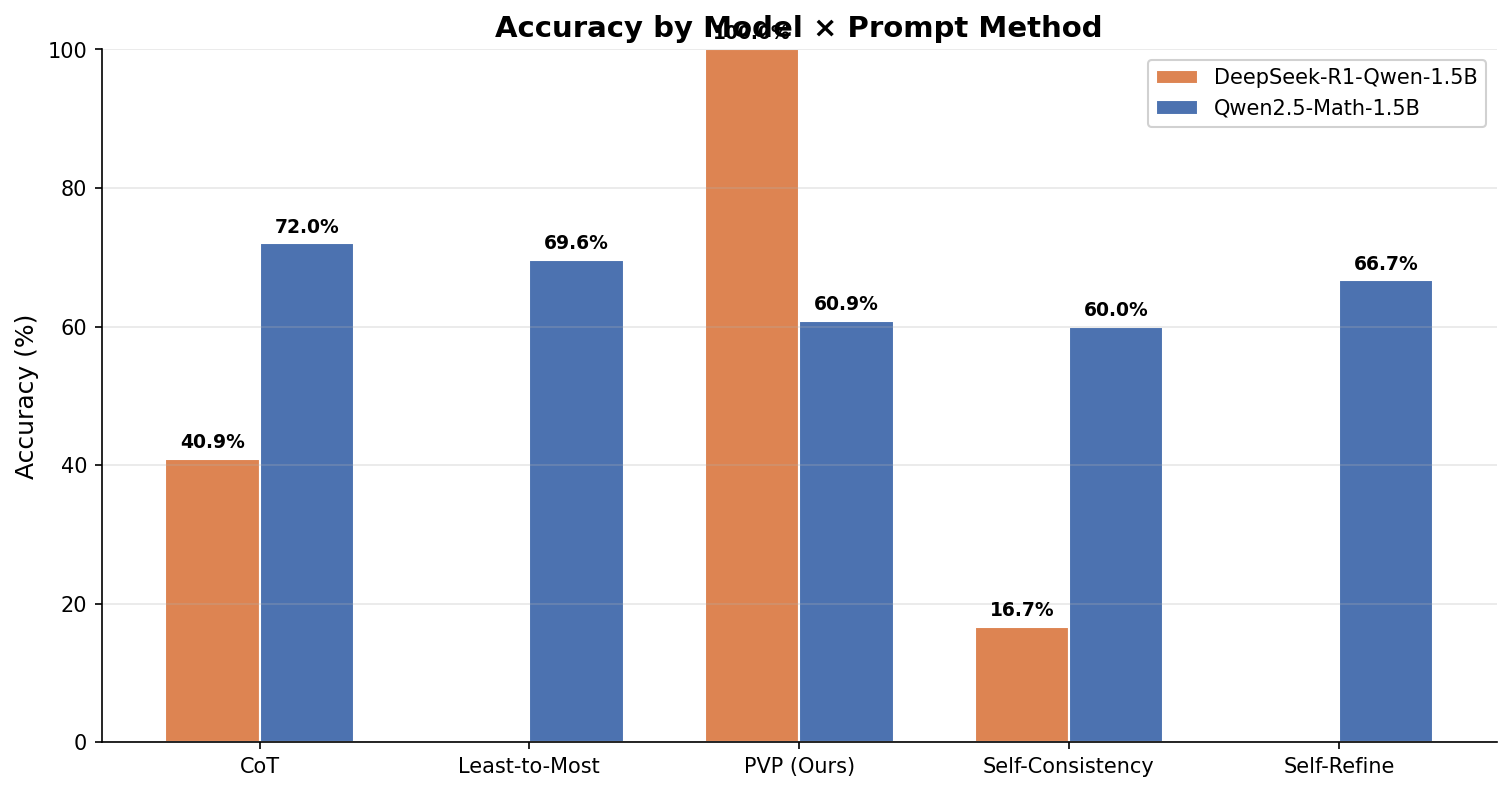 Accuracy by Model × Prompt Method
100.0%
100
DeepSeek-R1-Qwen-1.5B
Qwen2.5-Math-1.5B
80
72.0%
69.6%
66.7%
60.9%
60.0%
60
Accuracy (%)
40.9%
40
20
16.7%
0
CoT
Least-to-Most
PVP (Ours)
Self-Consistency
Self-Refine